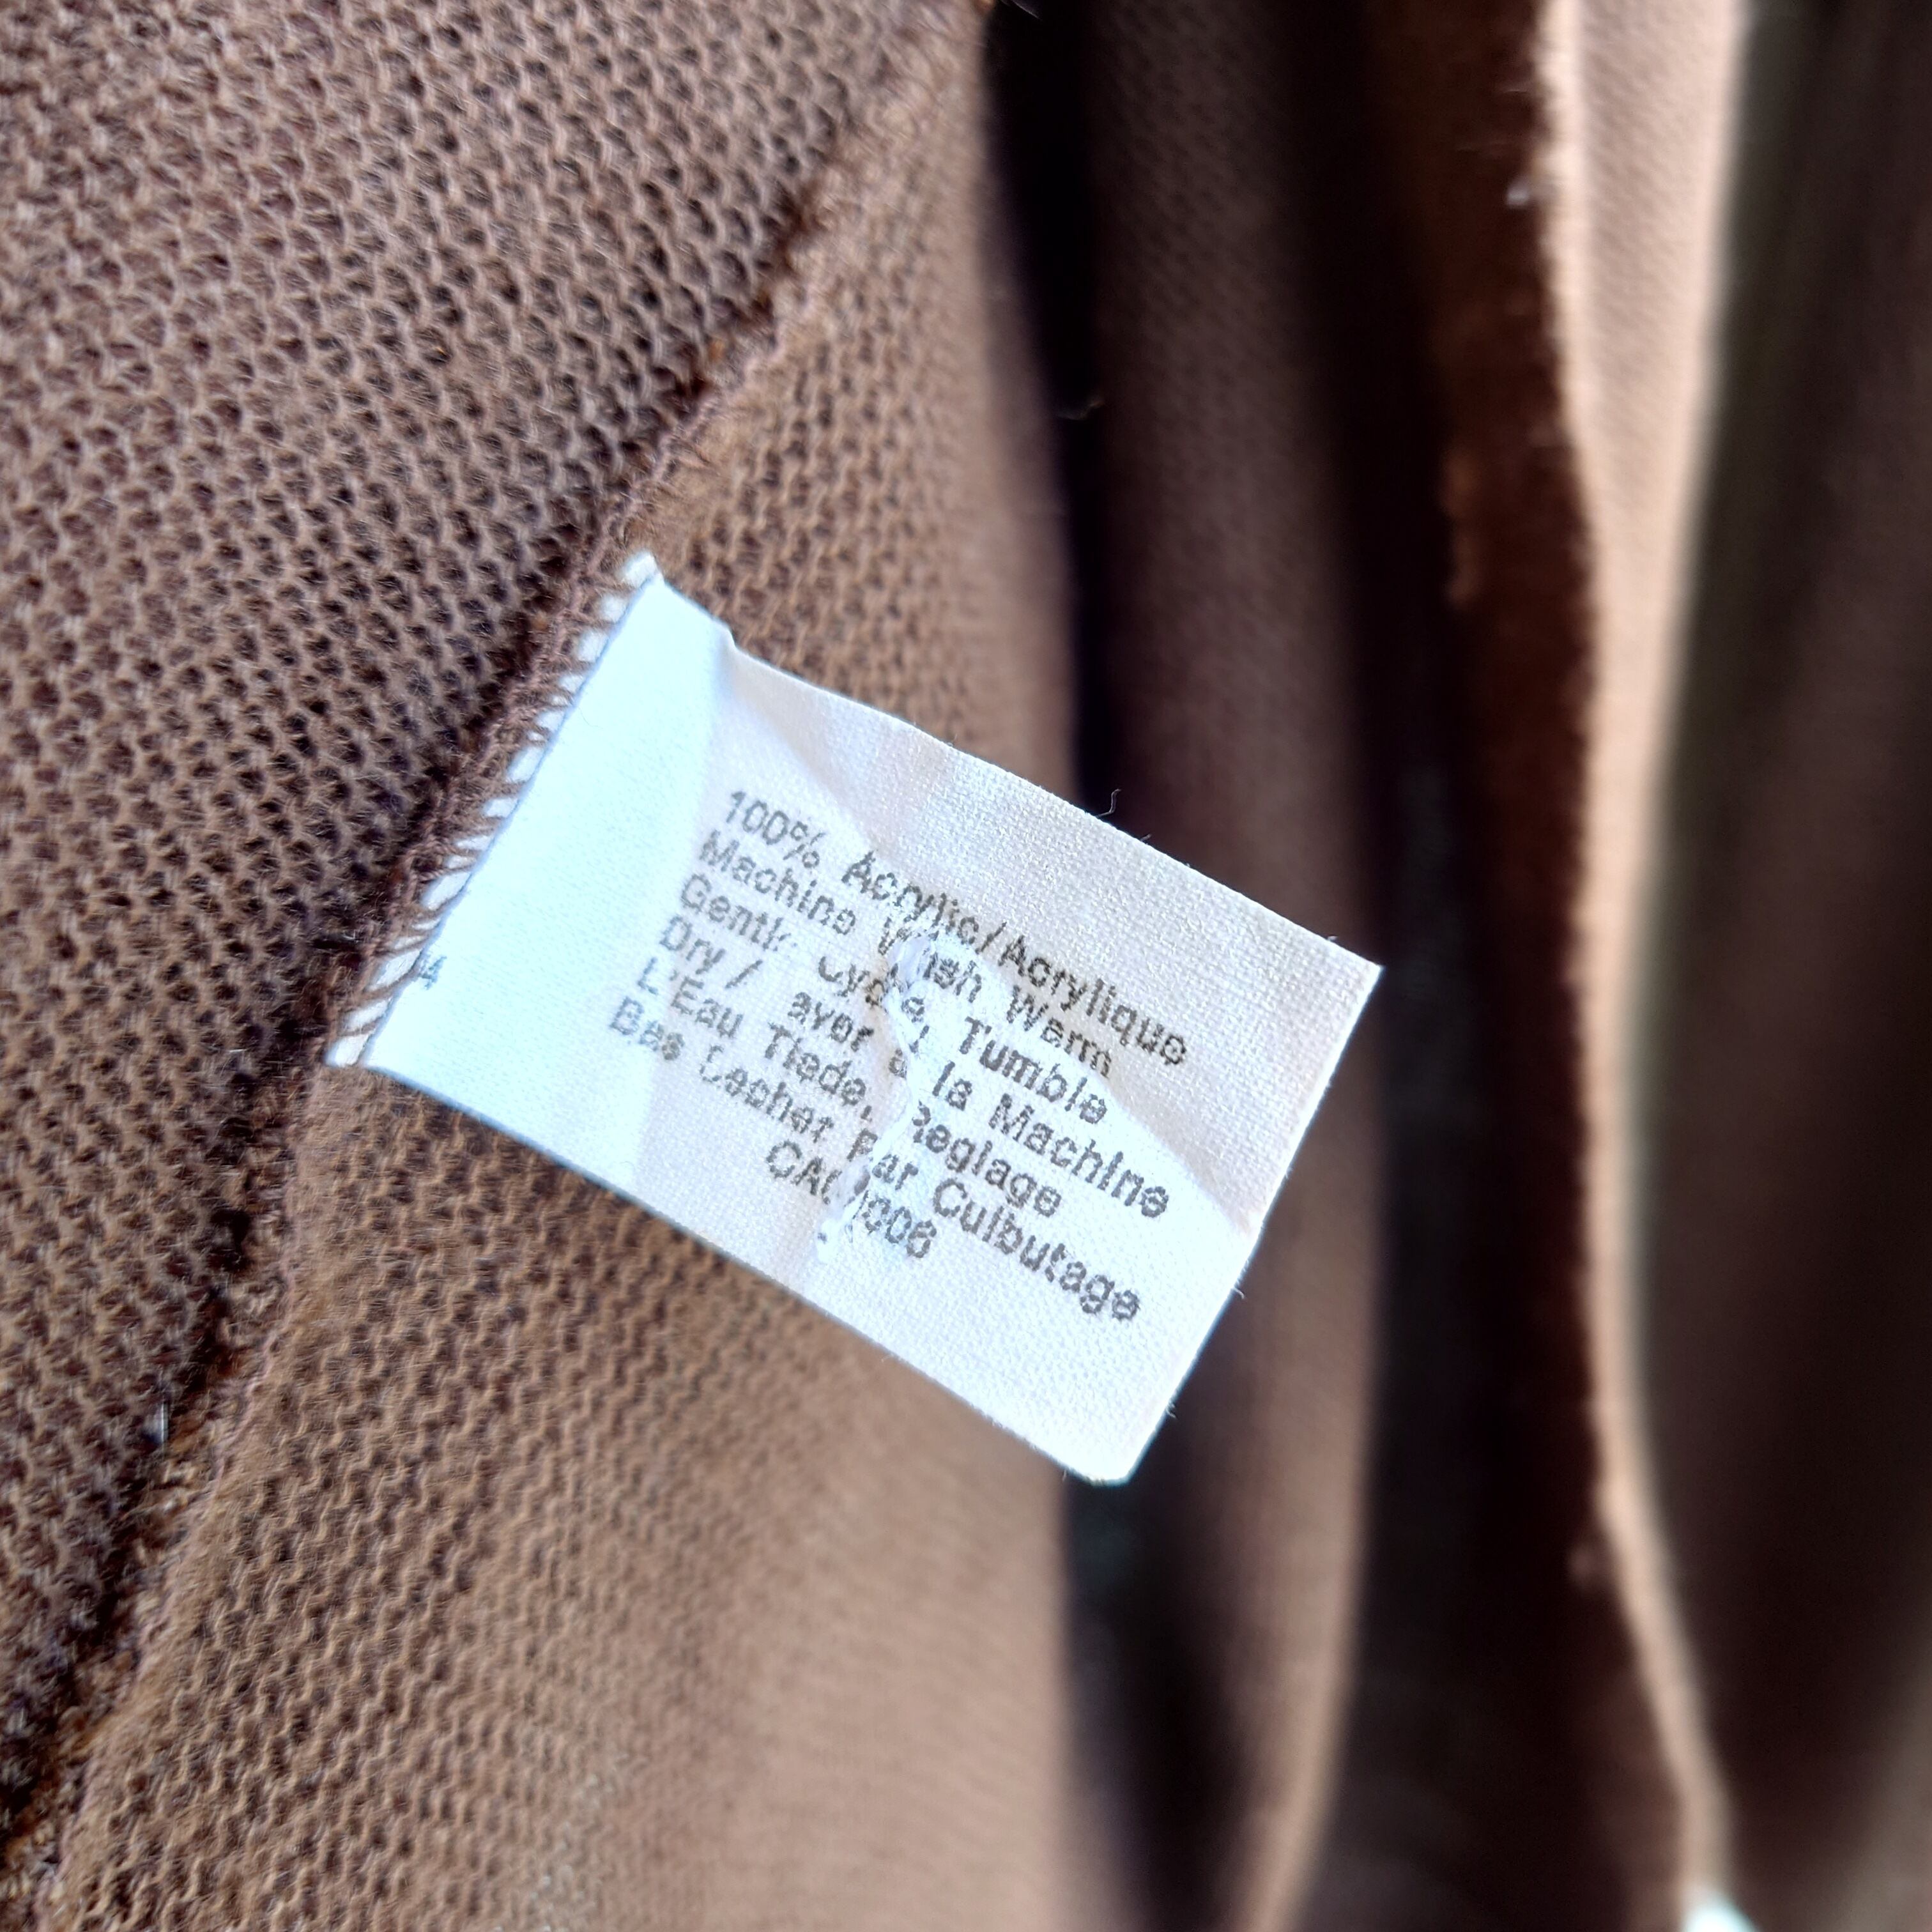 100% Acrylic/Acrylique
Machine Wash Warm
Gentle Cycle, Tumble
Dry / aver a la Machine
L'Eau Tiede, Reglage
Bas Secher Par Culbutage